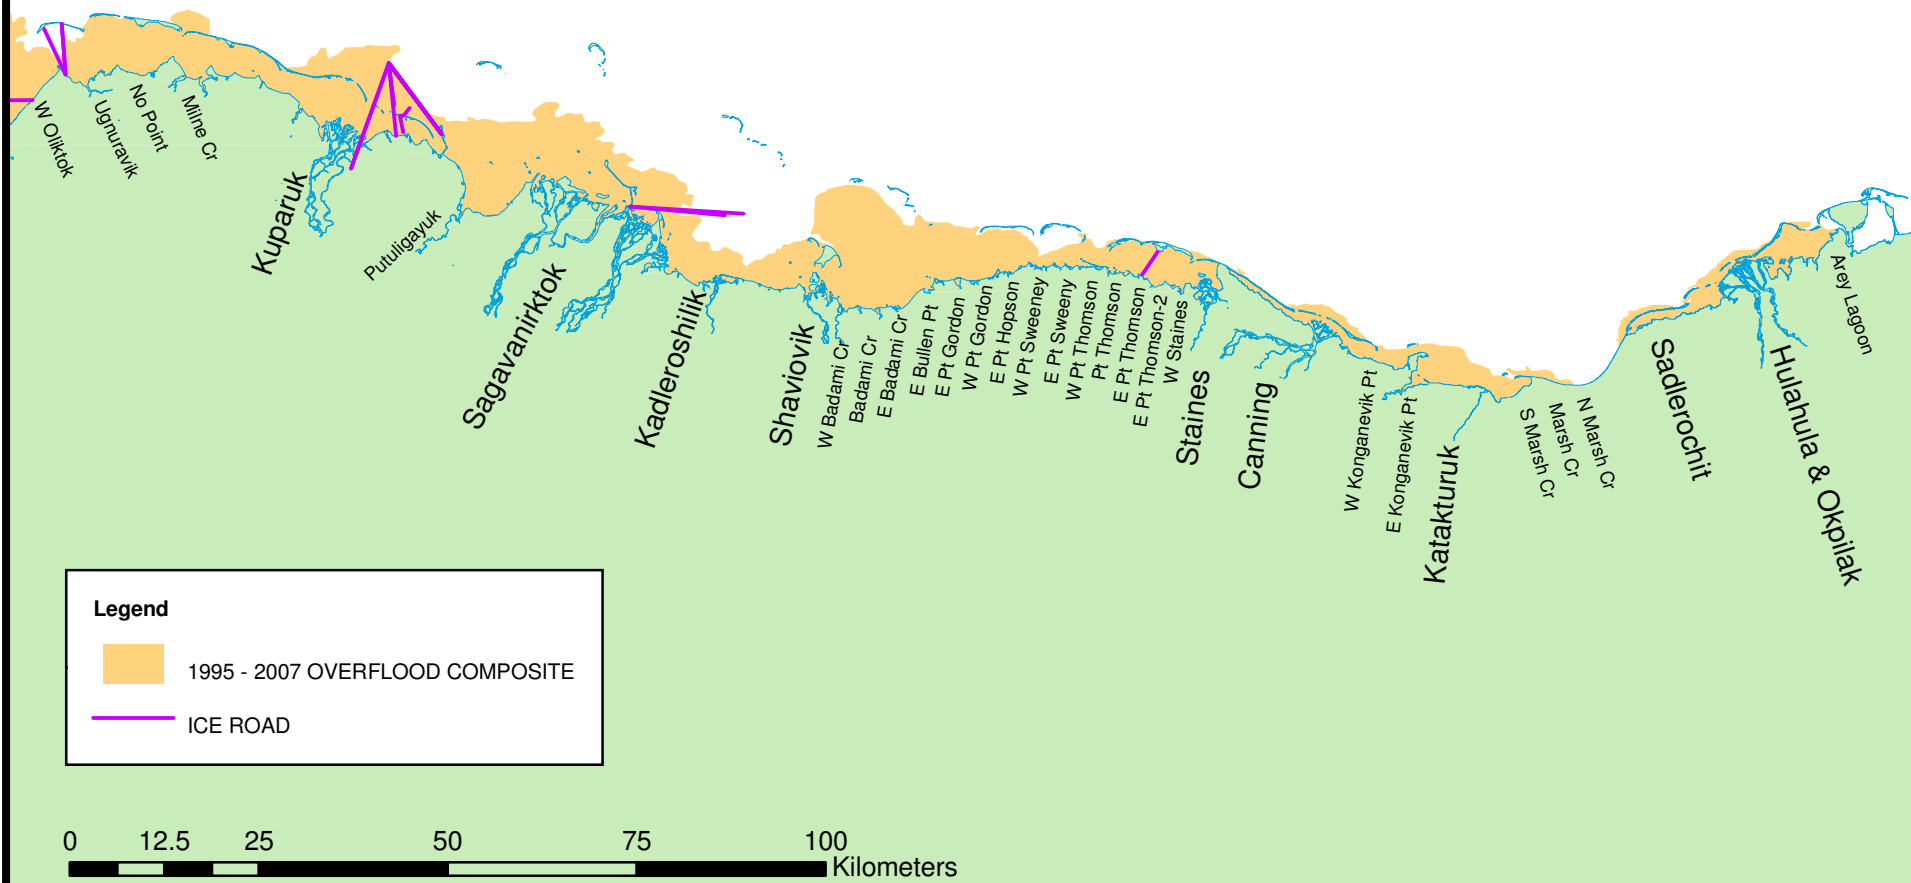 W Oliktok
Ugnuravik
No Point
Milne Cr
Kuparuk
Putuligayuk
Sagavanirktok
Kadleroshilik
Shaviovik
W Badami Cr
Badami Cr
E Badami Cr
E Bullen Pt
E Pt Gordon
W Pt Gordon
E Pt Hopson
W Pt Sweeney
E Pt Sweeny
W Pt Thomson
Pt Thomson
E Pt Thomson
E Pt Thomson-2
W Staines
Staines
Canning
W Konganevik Pt
E Konganevik Pt
Katakturuk
S Marsh Cr
Marsh Cr
N Marsh Cr
Sadlerochit
Hulahula & Okpilak
Arey Lagoon
Legend
1995 - 2007 OVERFLOOD COMPOSITE
ICE ROAD
0 12.5 25 50 75 100
Kilometers